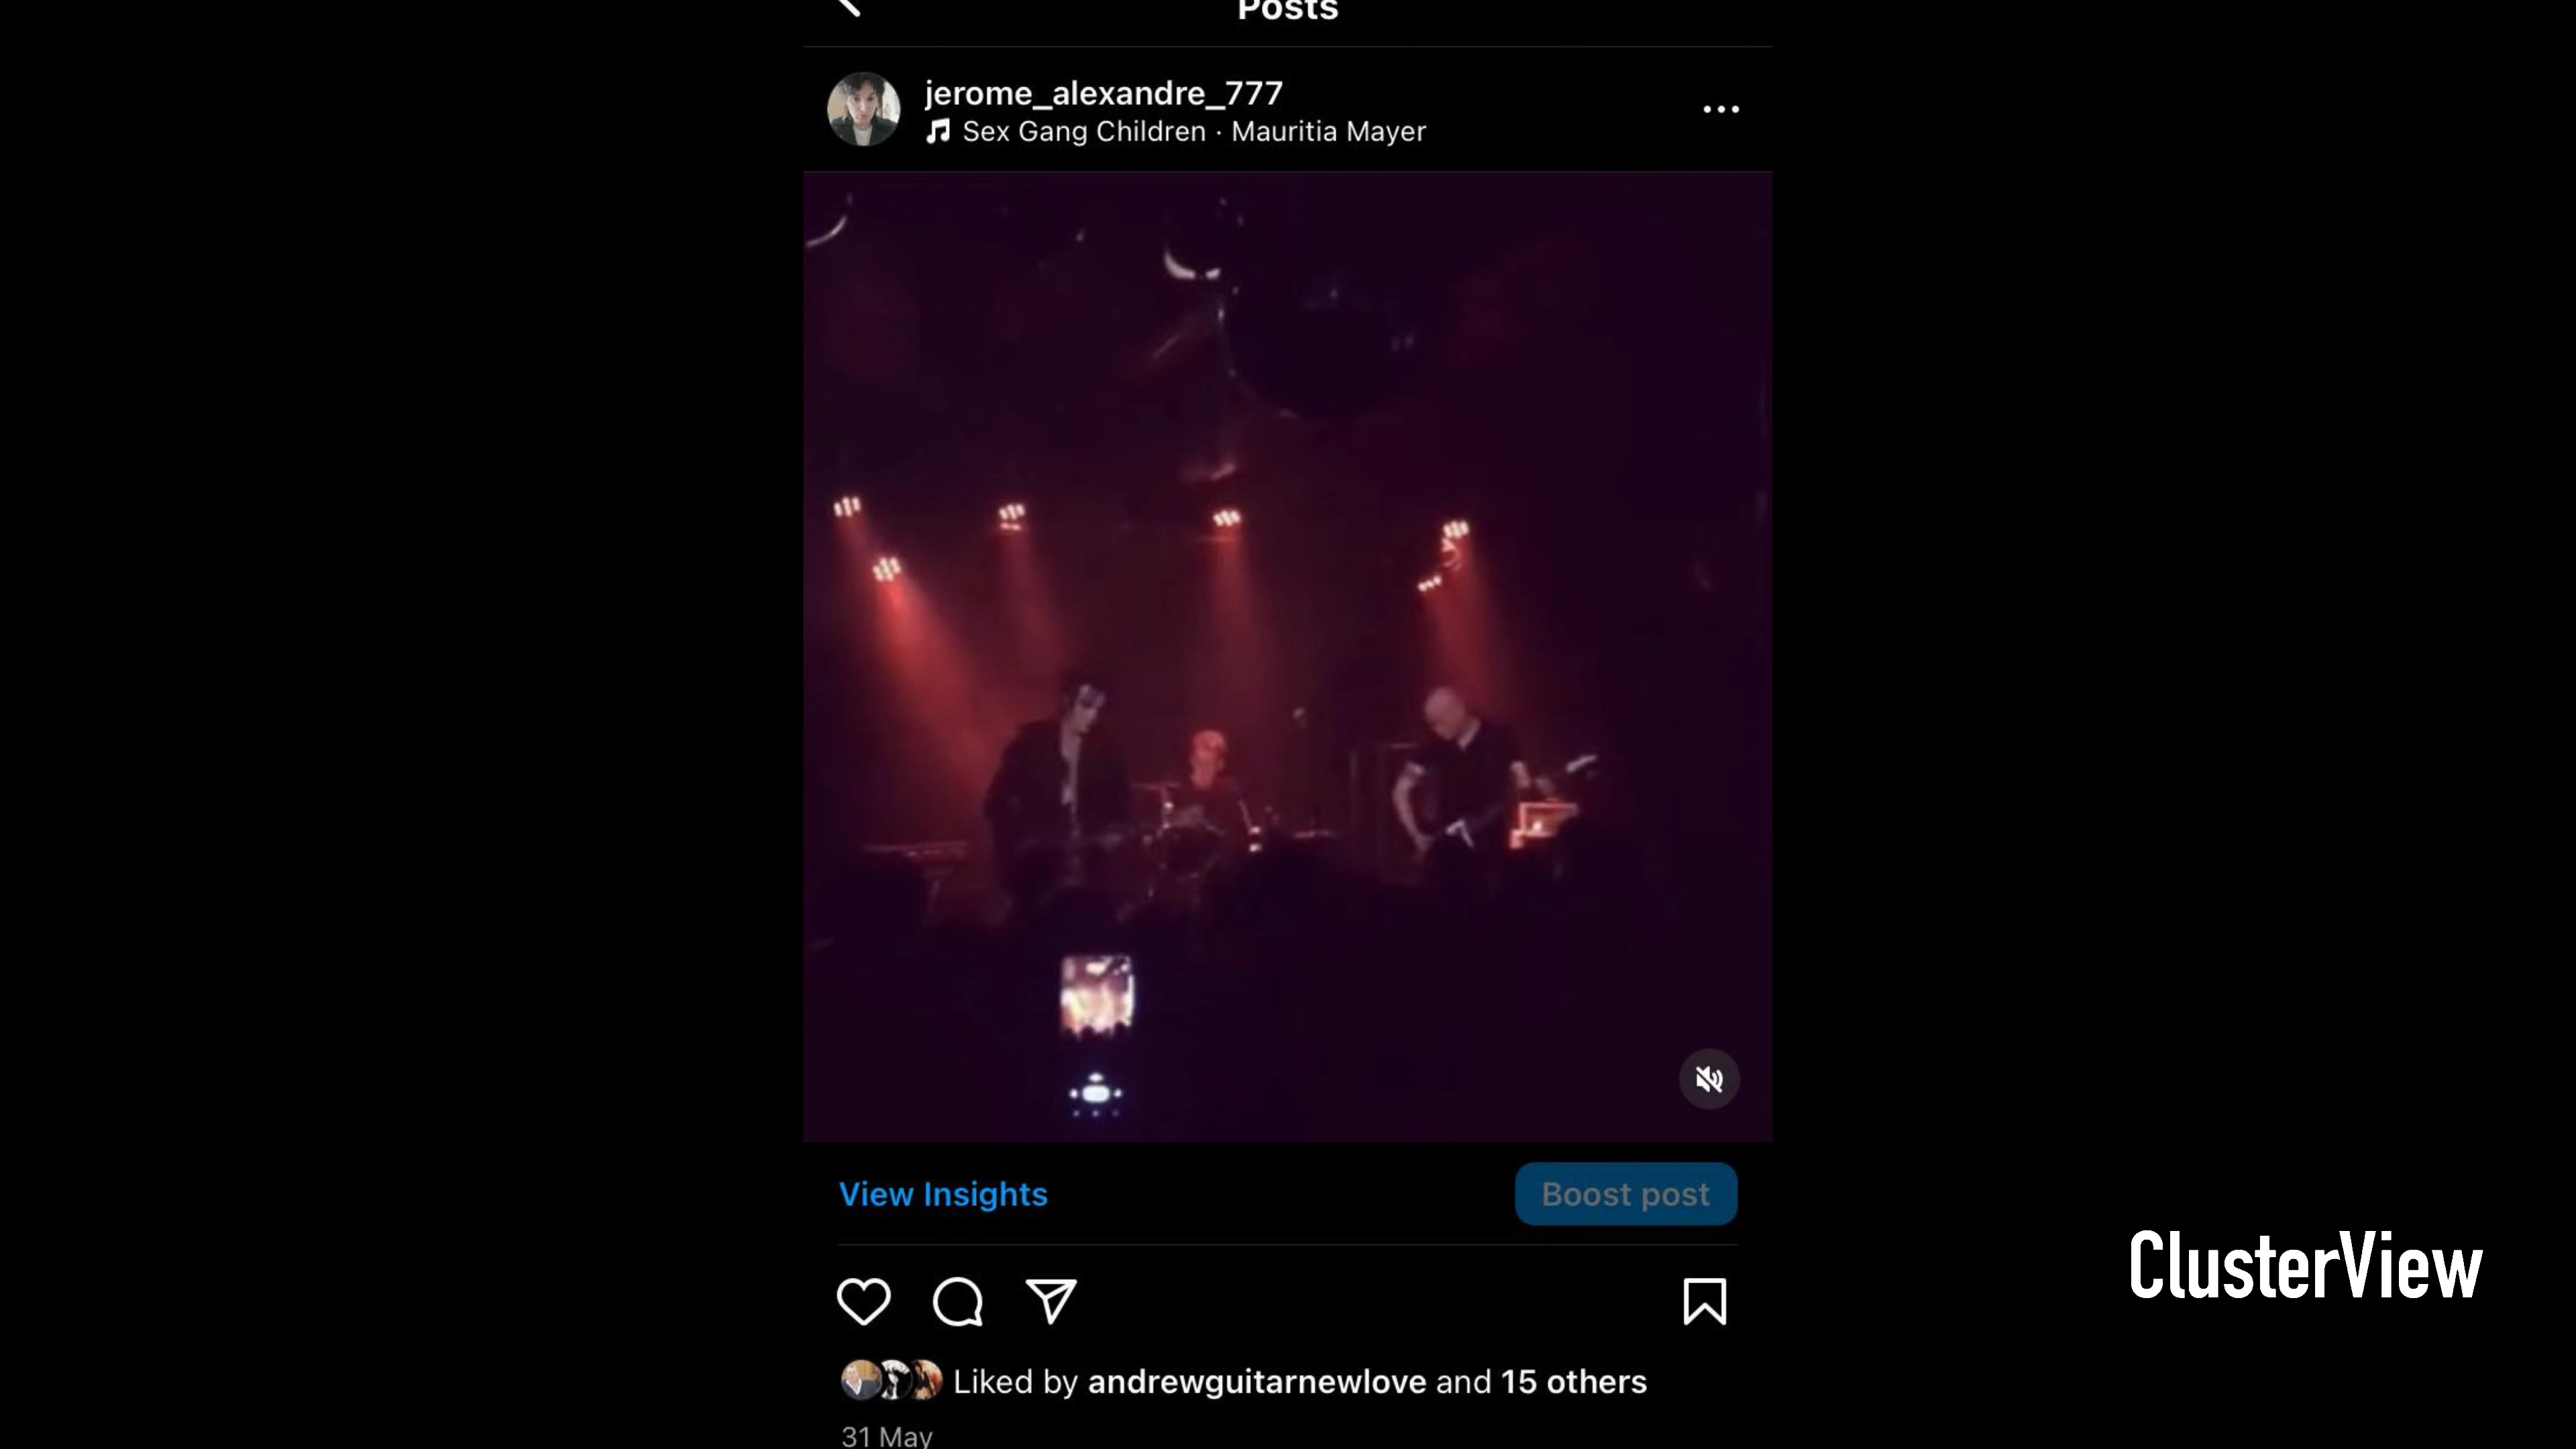 Posts
jerome_alexandre_777
Sex Gang Children · Mauritia Mayer
View Insights
Boost post
ClusterView
Liked by andrewguitarnewlove and 15 others
31 May